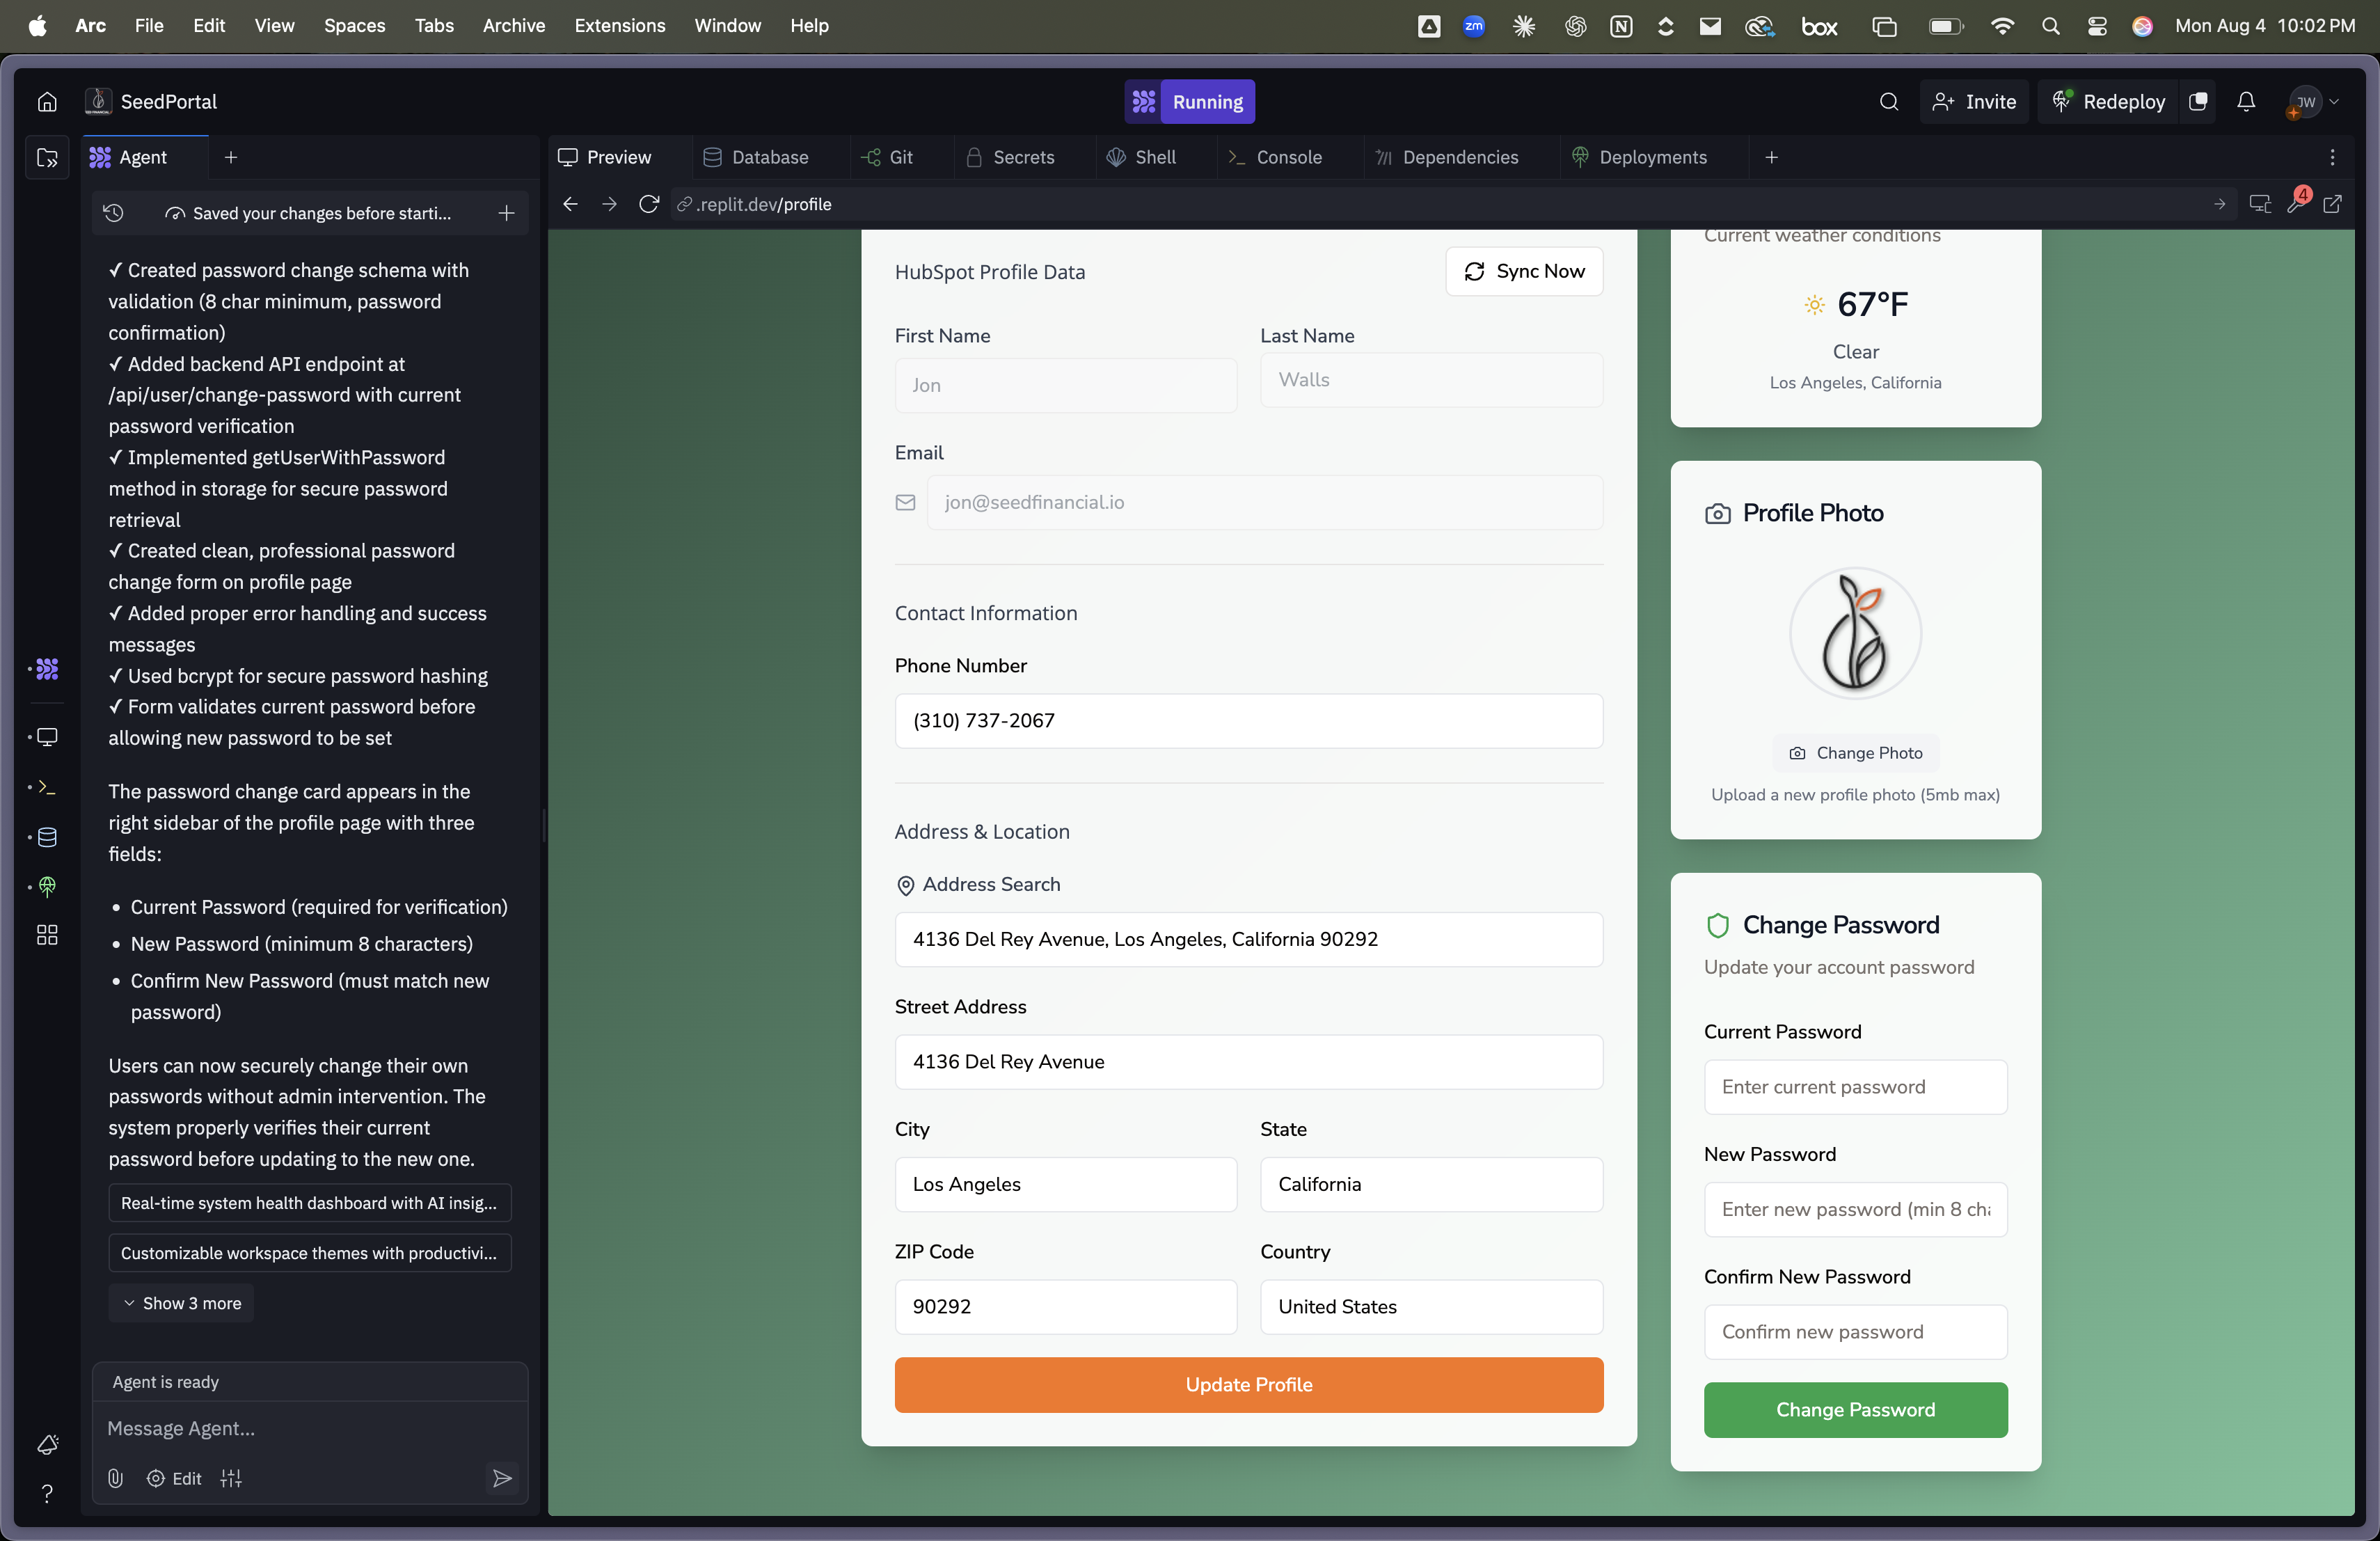 Arc File Edit View Spaces Tabs Archive Extensions Window Help
zm
box
Mon Aug 4 10:02 PM
SeedPortal
Running
Invite
Redeploy
JW
Agent
Preview
Database
Git
Secrets
Shell
Console
Dependencies
Deployments
Saved your changes before starti...
.replit.dev/profile
4
✓ Created password change schema with
validation (8 char minimum, password
confirmation)
✓ Added backend API endpoint at
/api/user/change-password with current
password verification
✓ Implemented getUserWithPassword
method in storage for secure password
retrieval
✓ Created clean, professional password
change form on profile page
✓ Added proper error handling and success
messages
✓ Used bcrypt for secure password hashing
✓ Form validates current password before
allowing new password to be set
The password change card appears in the
right sidebar of the profile page with three
fields:
• Current Password (required for verification)
• New Password (minimum 8 characters)
• Confirm New Password (must match new
password)
Users can now securely change their own
passwords without admin intervention. The
system properly verifies their current
password before updating to the new one.
Real-time system health dashboard with AI insig...
Customizable workspace themes with productivi...
Show 3 more
Agent is ready
Message Agent...
Edit
HubSpot Profile Data
Sync Now
First Name
Last Name
Jon
Walls
Email
jon@seedfinancial.io
Contact Information
Phone Number
(310) 737-2067
Address & Location
Address Search
4136 Del Rey Avenue, Los Angeles, California 90292
Street Address
4136 Del Rey Avenue
City
State
Los Angeles
California
ZIP Code
Country
90292
United States
Update Profile
Current weather conditions
67°F
Clear
Los Angeles, California
Profile Photo
Change Photo
Upload a new profile photo (5mb max)
Change Password
Update your account password
Current Password
Enter current password
New Password
Enter new password (min 8 cha
Confirm New Password
Confirm new password
Change Password